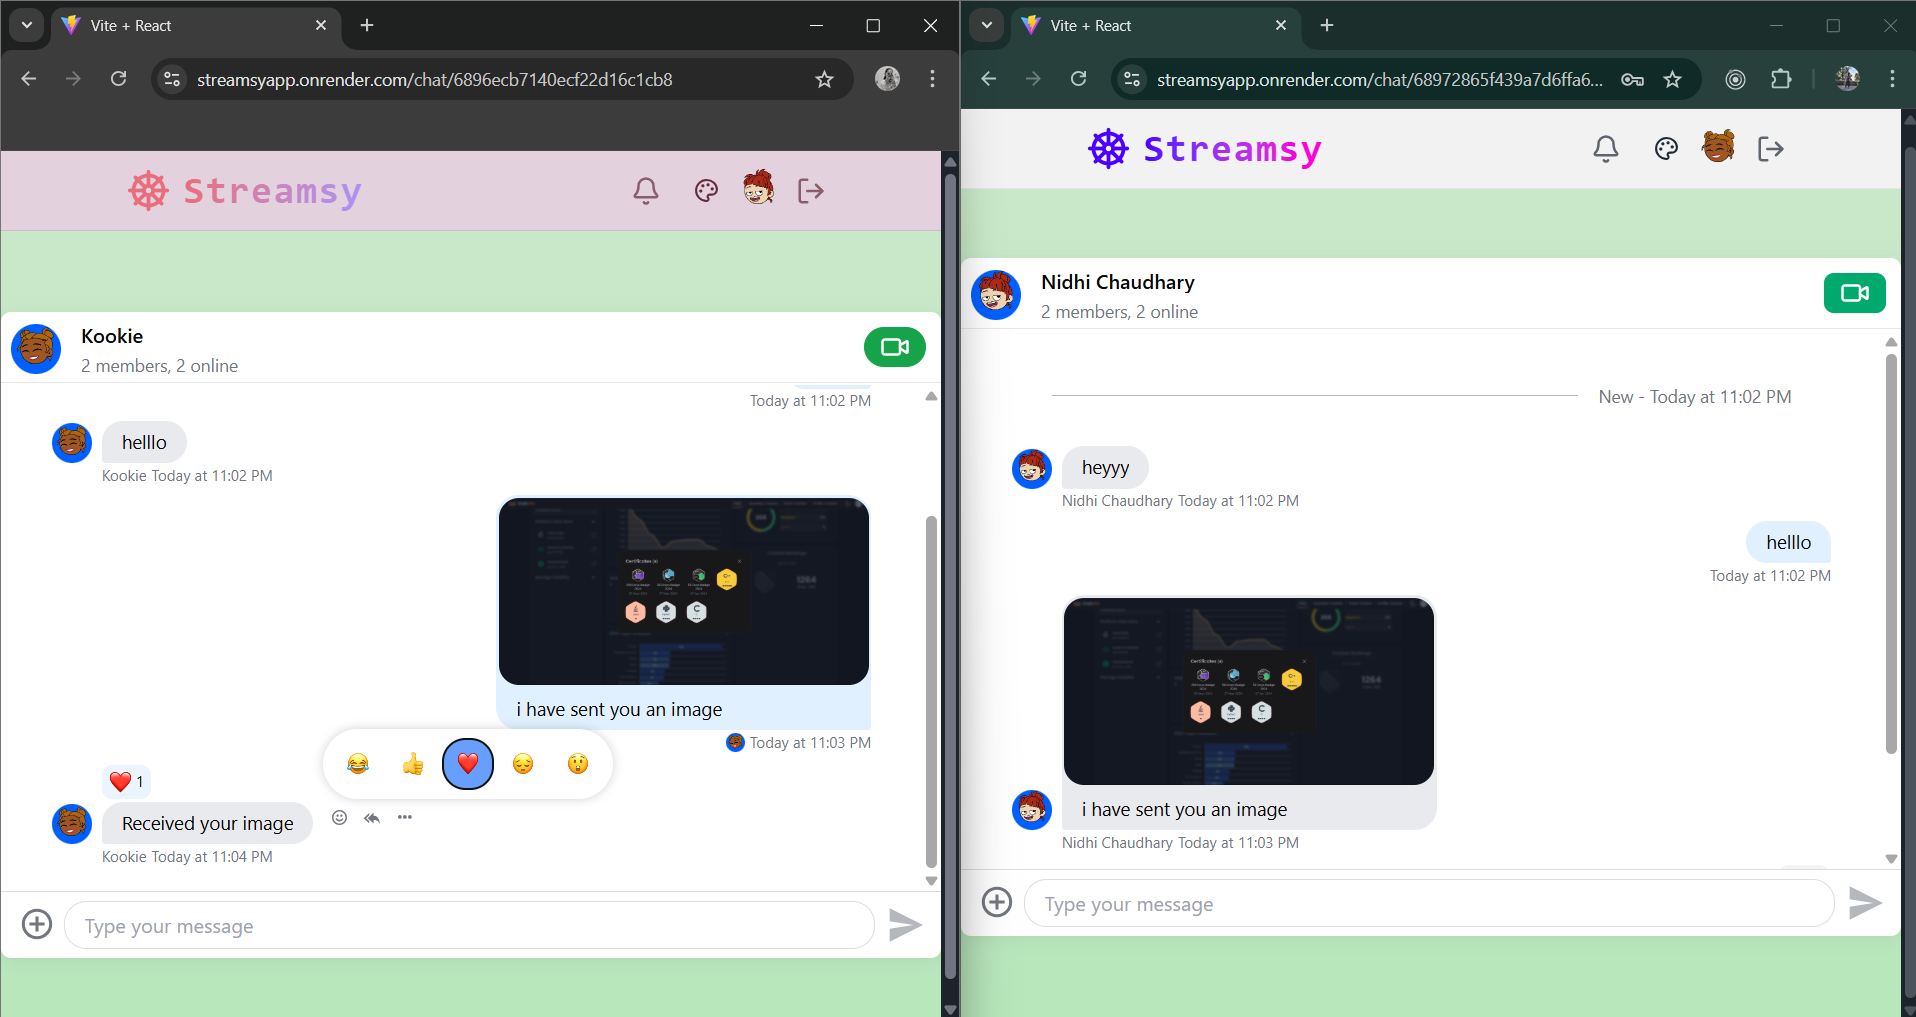 Vite + React
streamsyapp.onrender.com/chat/6896ecb7140ecf22d16c1cb8
Streamsy
Kookie
2 members, 2 online
Today at 11:02 PM
helllo
Kookie Today at 11:02 PM
Certificates (6)
i have sent you an image
Today at 11:03 PM
1
Received your image
Kookie Today at 11:04 PM
Type your message
Vite + React
streamsyapp.onrender.com/chat/68972865f439a7d6ffa6...
Streamsy
Nidhi Chaudhary
2 members, 2 online
New - Today at 11:02 PM
heyyy
Nidhi Chaudhary Today at 11:02 PM
helllo
Today at 11:02 PM
i have sent you an image
Nidhi Chaudhary Today at 11:03 PM
Type your message